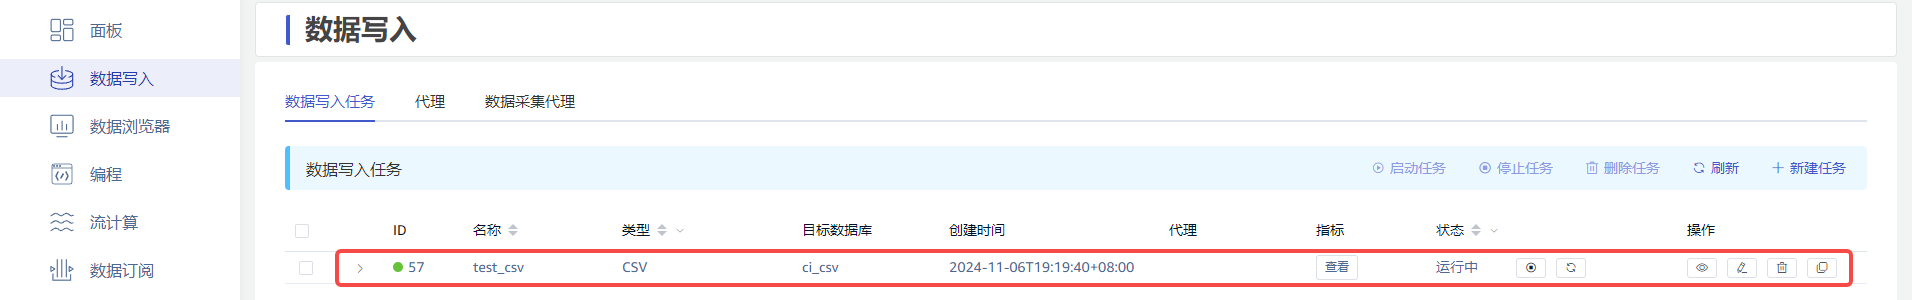 面板
数据写入
数据浏览器
编程
流计算
数据订阅
数据写入
数据写入任务 代理 数据采集代理
数据写入任务 启动任务 停止任务 删除任务 刷新 新建任务
ID 名称 类型 目标数据库 创建时间 代理 指标 状态 操作
57 test_csv CSV ci_csv 2024-11-06T19:19:40+08:00 查看 运行中